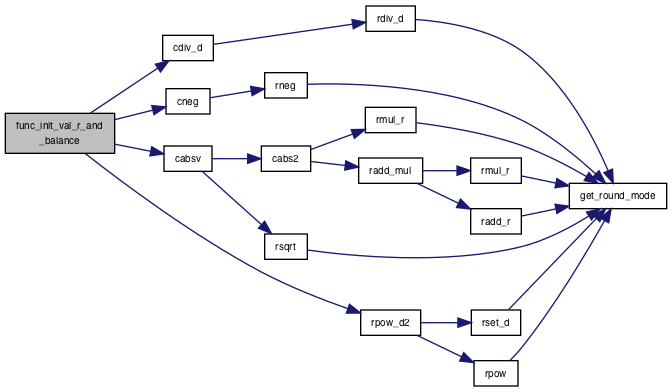 rdiv_d
cdiv_d
rneg
cneg
func_init_val_r_and
_balance
rmul_r
cabsv
cabs2
radd_mul
rmul_r
get_round_mode
radd_r
rsqrt
rpow_d2
rset_d
rpow